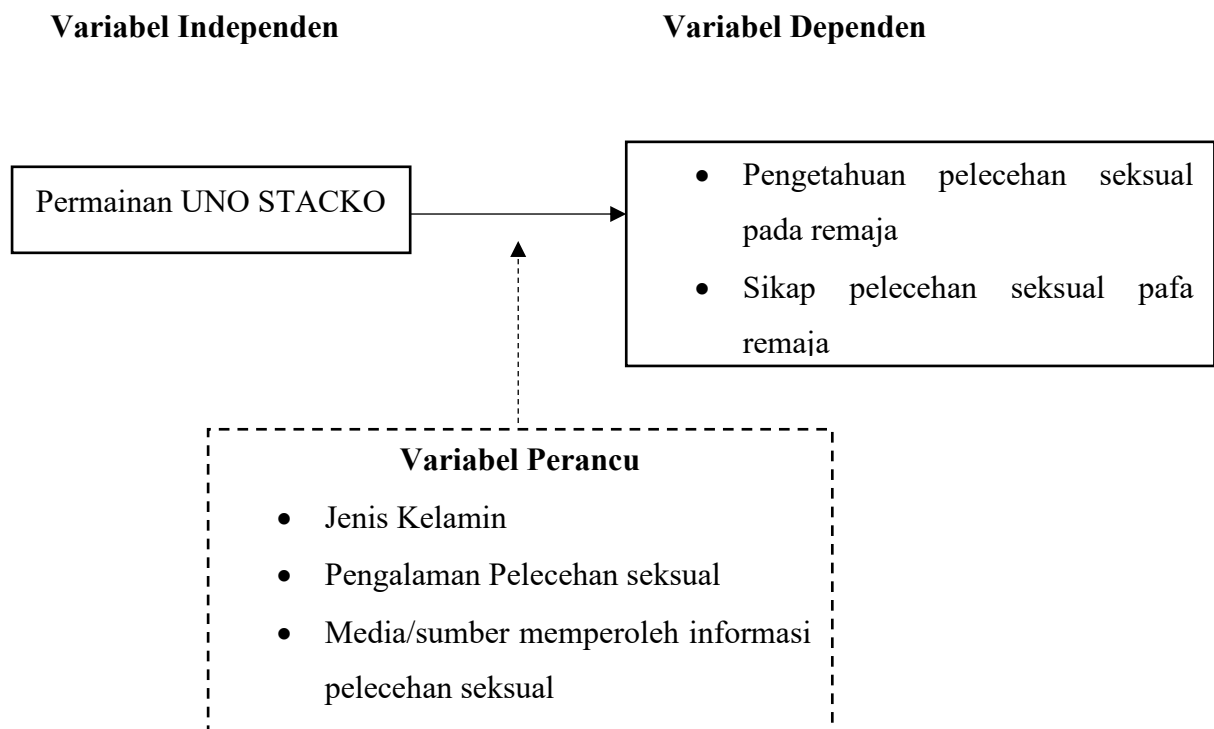 Variabel Independen
Variabel Dependen
Permainan UNO STACKO
• Pengetahuan pelecehan seksual
pada remaja
• Sikap pelecehan seksual pafa
remaja
Variabel Perancu
• Jenis Kelamin
• Pengalaman Pelecehan seksual
• Media/sumber memperoleh informasi
pelecehan seksual